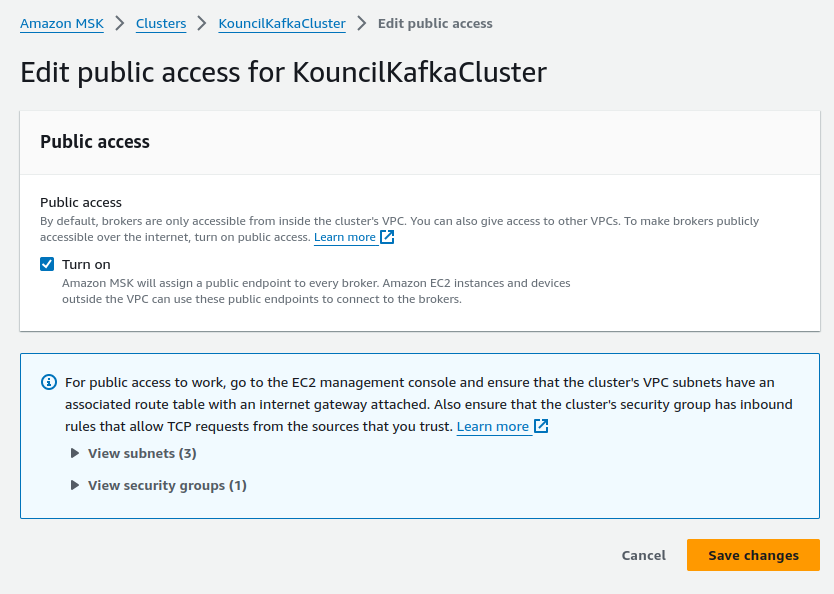 Amazon MSK > Clusters > KouncilKafkaCluster > Edit public access
Edit public access for KouncilKafkaCluster
Public access
Public access
By default, brokers are only accessible from inside the cluster's VPC. You can also give access to other VPCs. To make brokers publicly
accessible over the internet, turn on public access. Learn more
Turn on
Amazon MSK will assign a public endpoint to every broker. Amazon EC2 instances and devices
outside the VPC can use these public endpoints to connect to the brokers.
For public access to work, go to the EC2 management console and ensure that the cluster's VPC subnets have an
associated route table with an internet gateway attached. Also ensure that the cluster's security group has inbound
rules that allow TCP requests from the sources that you trust. Learn more
View subnets (3)
View security groups (1)
Cancel Save changes